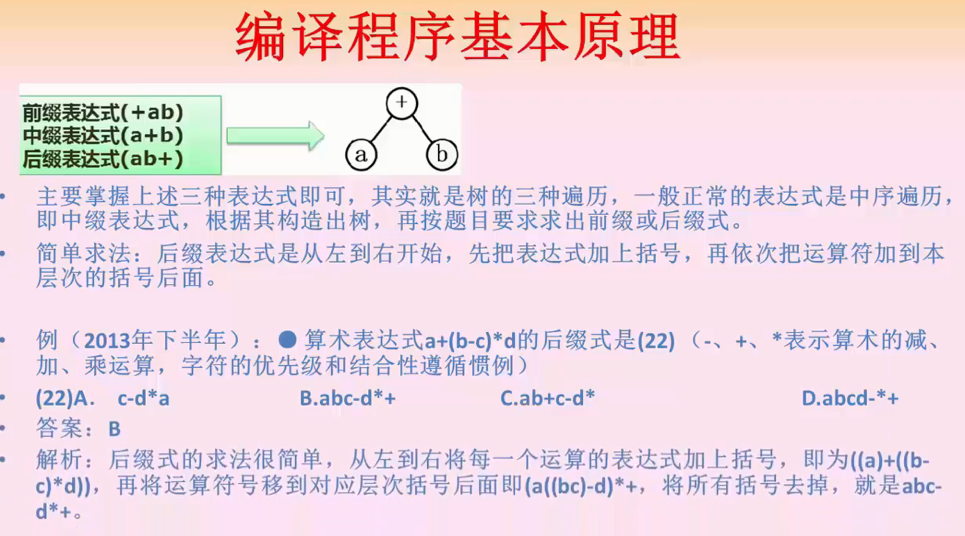 编译程序基本原理
前缀表达式(+ab)
中缀表达式(a+b)
后缀表达式(ab+)
+
a
b
• 主要掌握上述三种表达式即可，其实就是树的三种遍历，一般正常的表达式是中序遍历，
即中缀表达式，根据其构造出树，再按题目要求求出前缀或后缀式。
• 简单求法：后缀表达式是从左到右开始，先把表达式加上括号，再依次把运算符加到本
层次的括号后面。
• 例（2013年下半年）：● 算术表达式a+(b-c)*d的后缀式是(22) （-、+、*表示算术的减、
加、乘运算，字符的优先级和结合性遵循惯例）
• (22)A. c-d*a B.abc-d*+ C.ab+c-d* D.abcd-*+
• 答案：B
• 解析：后缀式的求法很简单，从左到右将每一个运算的表达式加上括号，即为((a)+((b-
c)*d))，再将运算符号移到对应层次括号后面即(a((bc)-d)*+，将所有括号去掉，就是abc-
d*+。